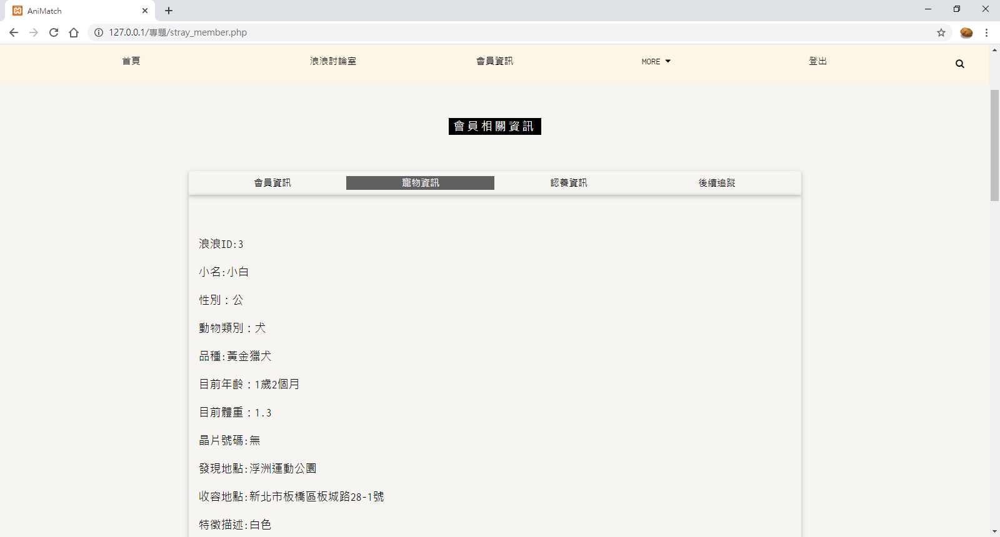 AniMatch
127.0.0.1/專題/stray_member.php
首頁 浪浪討論室 會員資訊 MORE 登出
會員相關資訊
會員資訊 寵物資訊 認養資訊 後續追蹤
浪浪ID:3
小名:小白
性別：公
動物類別：犬
品種:黃金獵犬
目前年齡：1歲2個月
目前體重：1.3
晶片號碼:無
發現地點:浮洲運動公園
收容地點:新北市板橋區板城路28-1號
特徵描述:白色